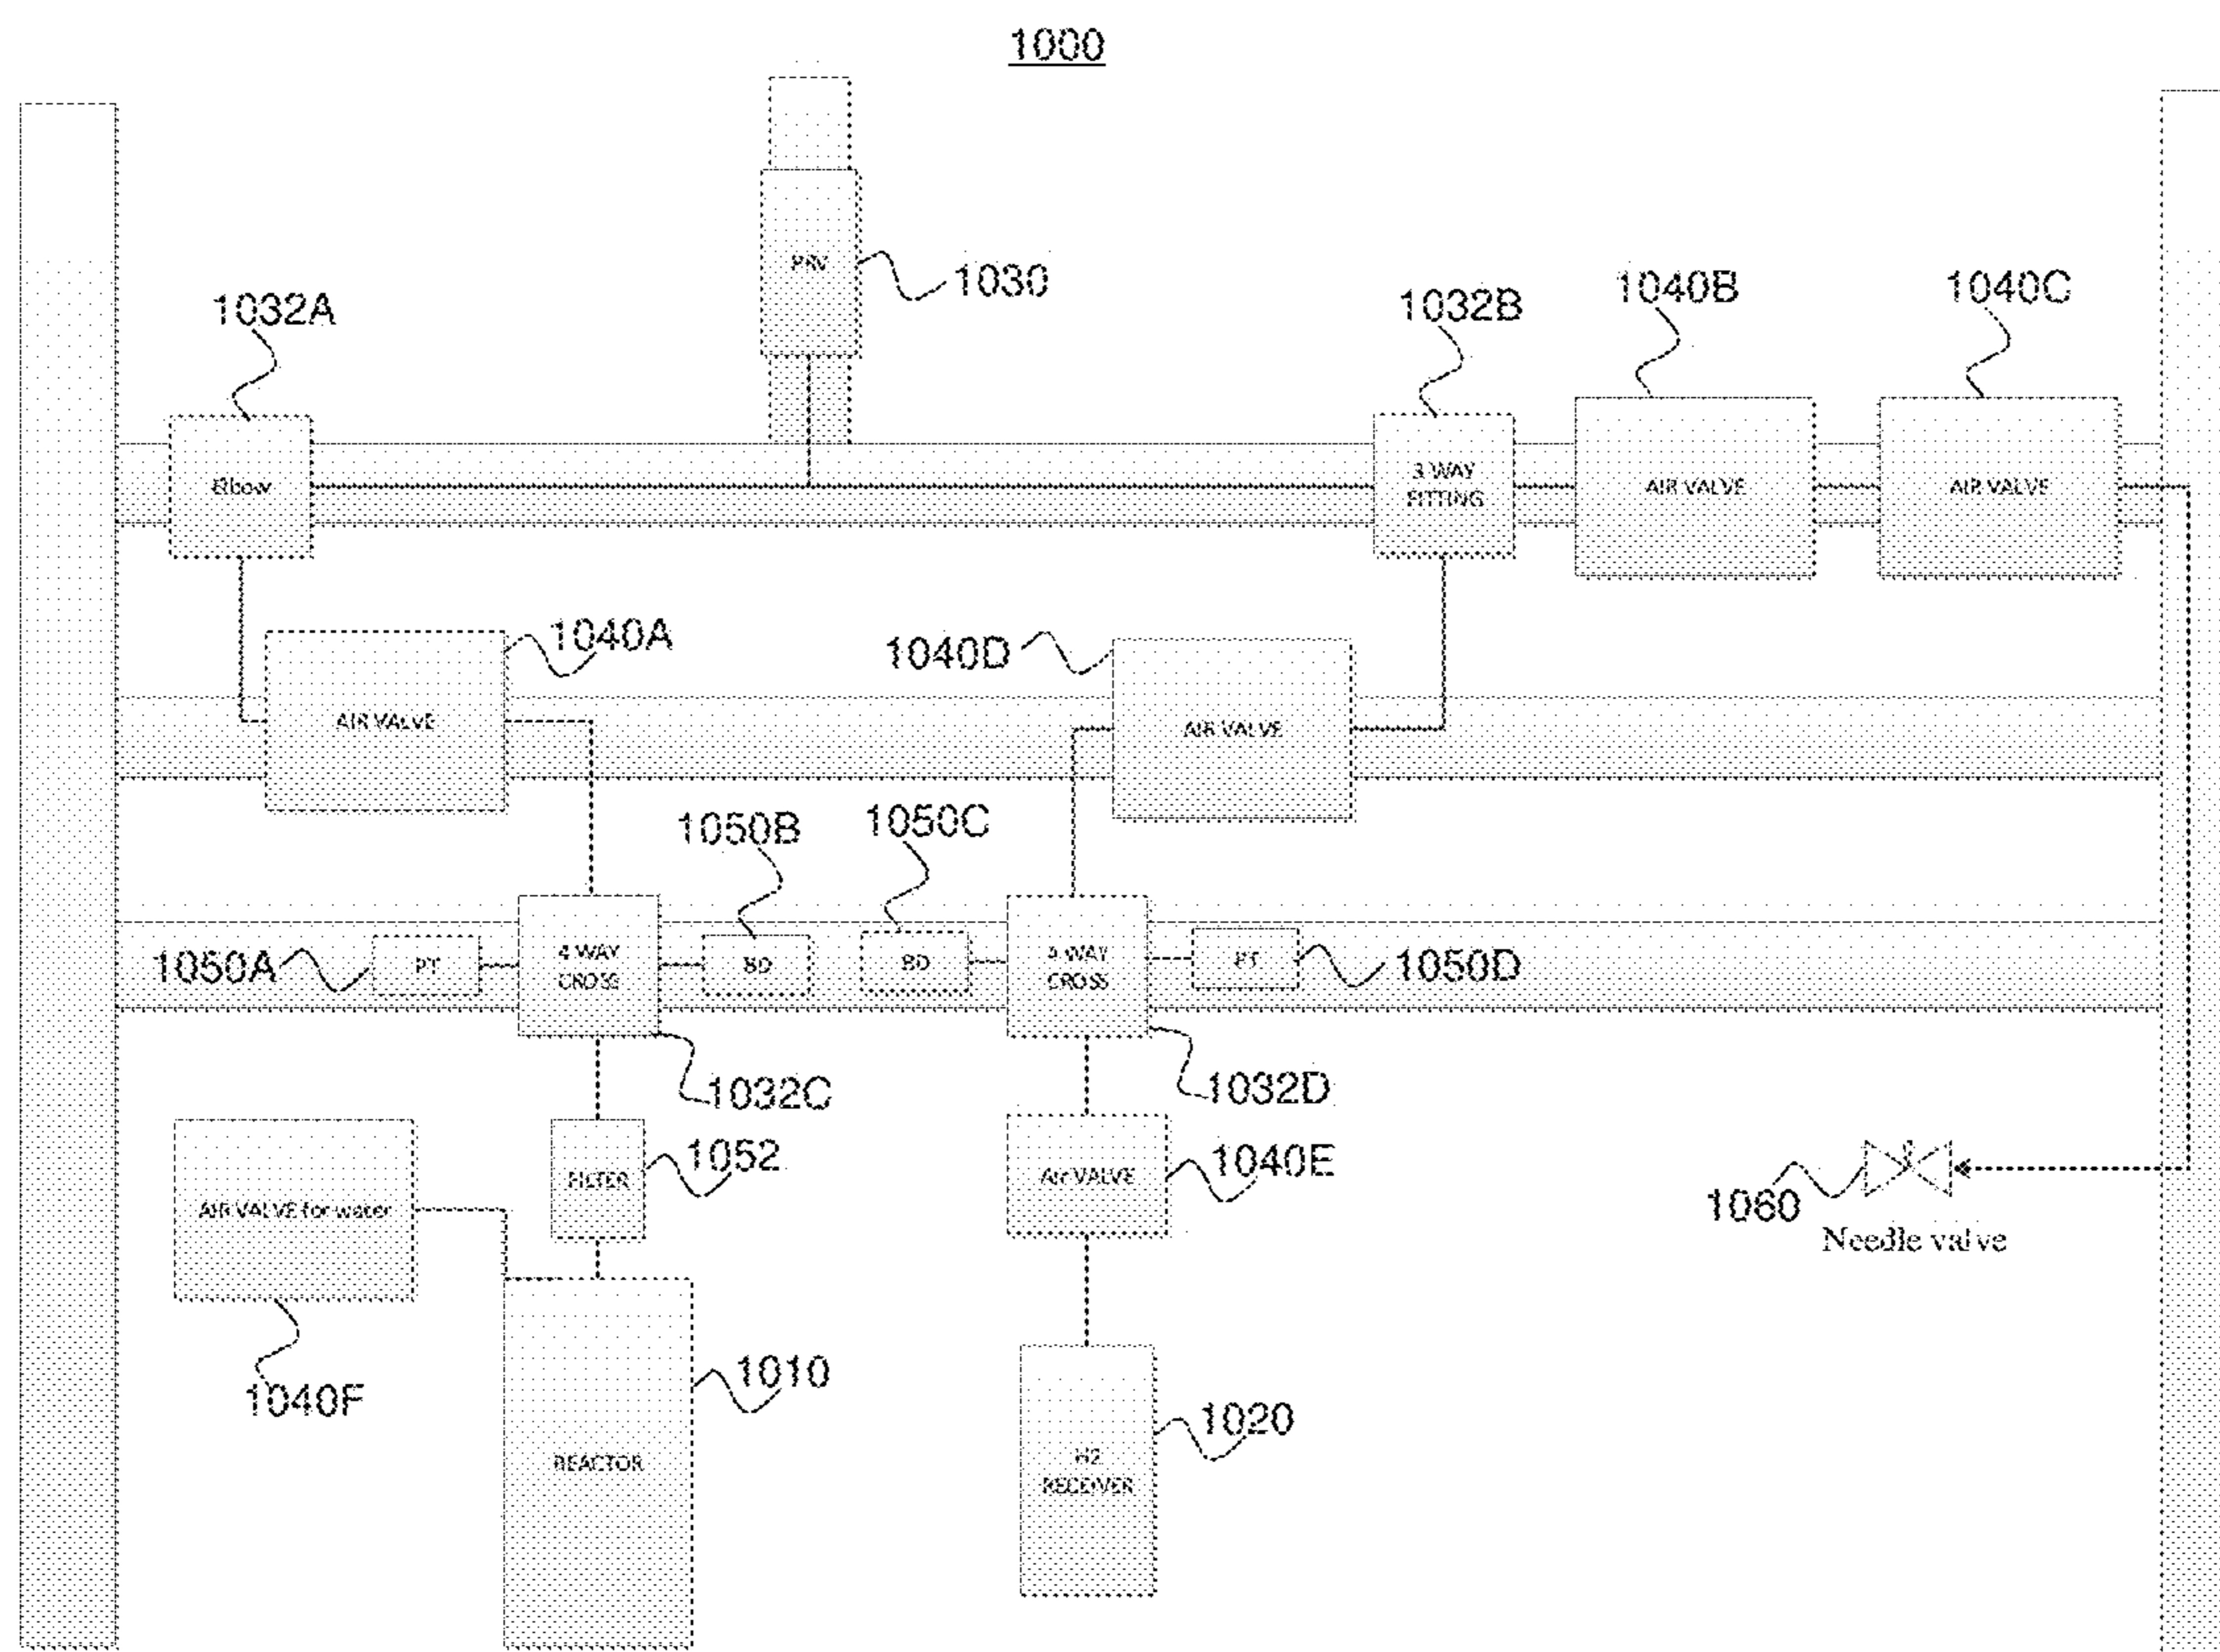 1000
PRV
1030
1032A
1032B
1040B
1040C
Elbow
3 WAY
FITTING
AIR VALVE
AIR VALVE
1040A
1040D
AIR VALVE
AIR VALVE
1050B
1050C
1050A
PT
4 WAY
CROSS
BD
BD
4 WAY
CROSS
PT
1050D
1032C
1032D
FILTER
1052
Air VALVE
1040E
AIR VALVE for water
1060
Needle valve
1040F
1010
REACTOR
1020
H2
RECEIVER